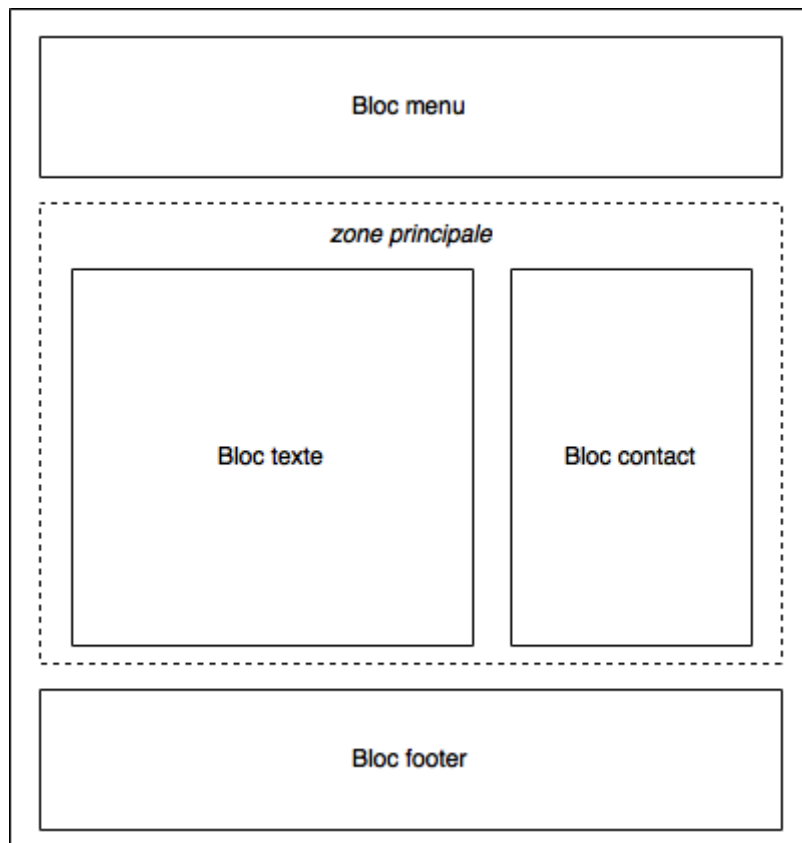 Bloc menu
zone principale
Bloc texte
Bloc contact
Bloc footer